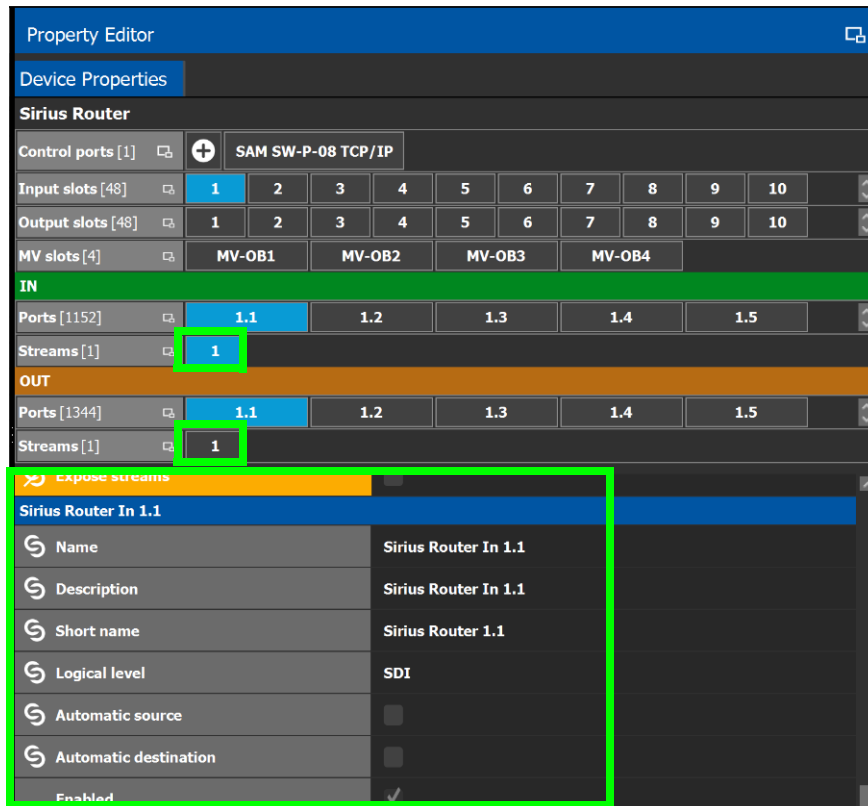 Property Editor
Device Properties
Sirius Router
Control ports [1] SAM SW-P-08 TCP/IP
Input slots [48] 1 2 3 4 5 6 7 8 9 10
Output slots [48] 1 2 3 4 5 6 7 8 9 10
MV slots [4] MV-OB1 MV-OB2 MV-OB3 MV-OB4
IN
Ports [1152] 1.1 1.2 1.3 1.4 1.5
Streams [1] 1
OUT
Ports [1344] 1.1 1.2 1.3 1.4 1.5
Streams [1] 1
Expose streams
Sirius Router In 1.1
Name Sirius Router In 1.1
Description Sirius Router In 1.1
Short name Sirius Router 1.1
Logical level SDI
Automatic source
Automatic destination
Enabled